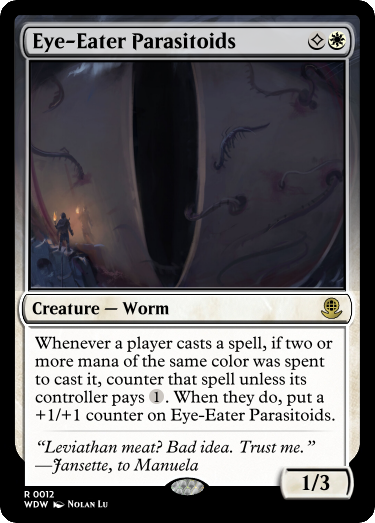 Eye-Eater Parasitoids
Creature — Worm
Whenever a player casts a spell, if two or
more mana of the same color was spent
to cast it, counter that spell unless its
controller pays 1. When they do, put a
+1/+1 counter on Eye-Eater Parasitoids.
“Leviathan meat? Bad idea. Trust me.”
—Jansette, to Manuela
1/3
R 0012
WDW Nolan Lu